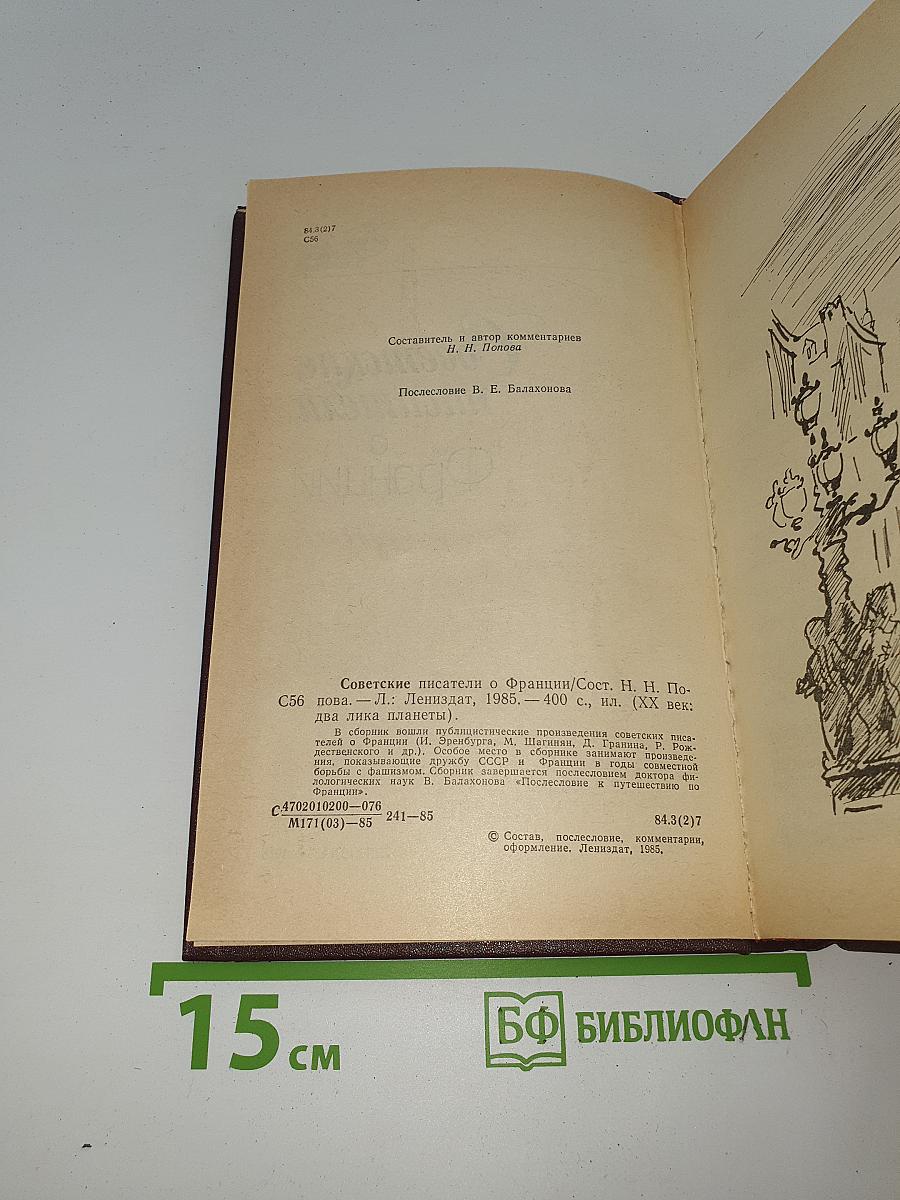 84.3(2)7
С56
Составитель и автор комментариев
Н. Н. Попова
Послесловие В. Е. Балахонова
Советские писатели о Франции/Сост. Н. Н. По-
С56 пова. — Л.: Лениздат, 1985. — 400 с., ил. (XX век:
два лика планеты).
В сборник вошли публицистические произведения советских писа-
телей о Франции (И. Эренбурга, М. Шагинян, Д. Гранина, Р. Рож-
дественского и др.). Особое место в сборнике занимают произведе-
ния, показывающие дружбу СССР и Франции в годы совместной
борьбы с фашизмом. Сборник завершается послесловием доктора фи-
лологических наук В. Балахонова «Послесловие к путешествию по
Франции».
С 4702010200—076
М171(03)—85 241—85
84.3(2)7
© Состав, послесловие, комментарии,
оформление. Лениздат, 1985.
15 см
БФ БИБЛИОФАН